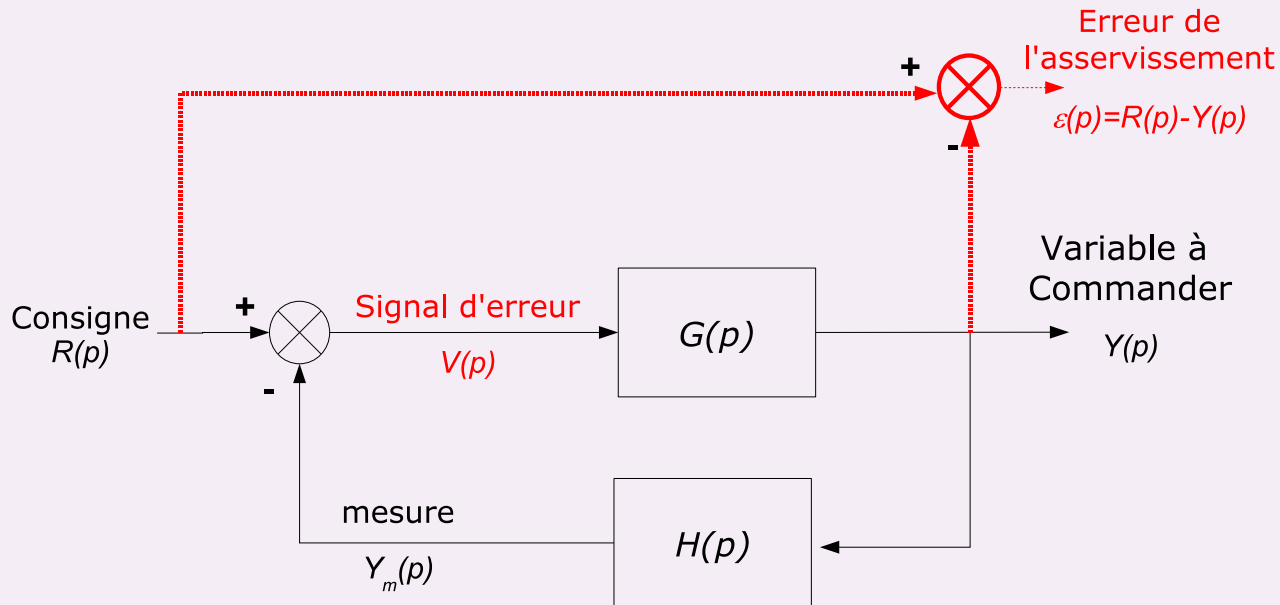 Erreur de
l'asservissement
+
ε(p)=R(p)-Y(p)
-
Variable à
Commander
Y(p)
Consigne
R(p)
+
-
Signal d'erreur
V(p)
G(p)
mesure
Yₘ(p)
H(p)